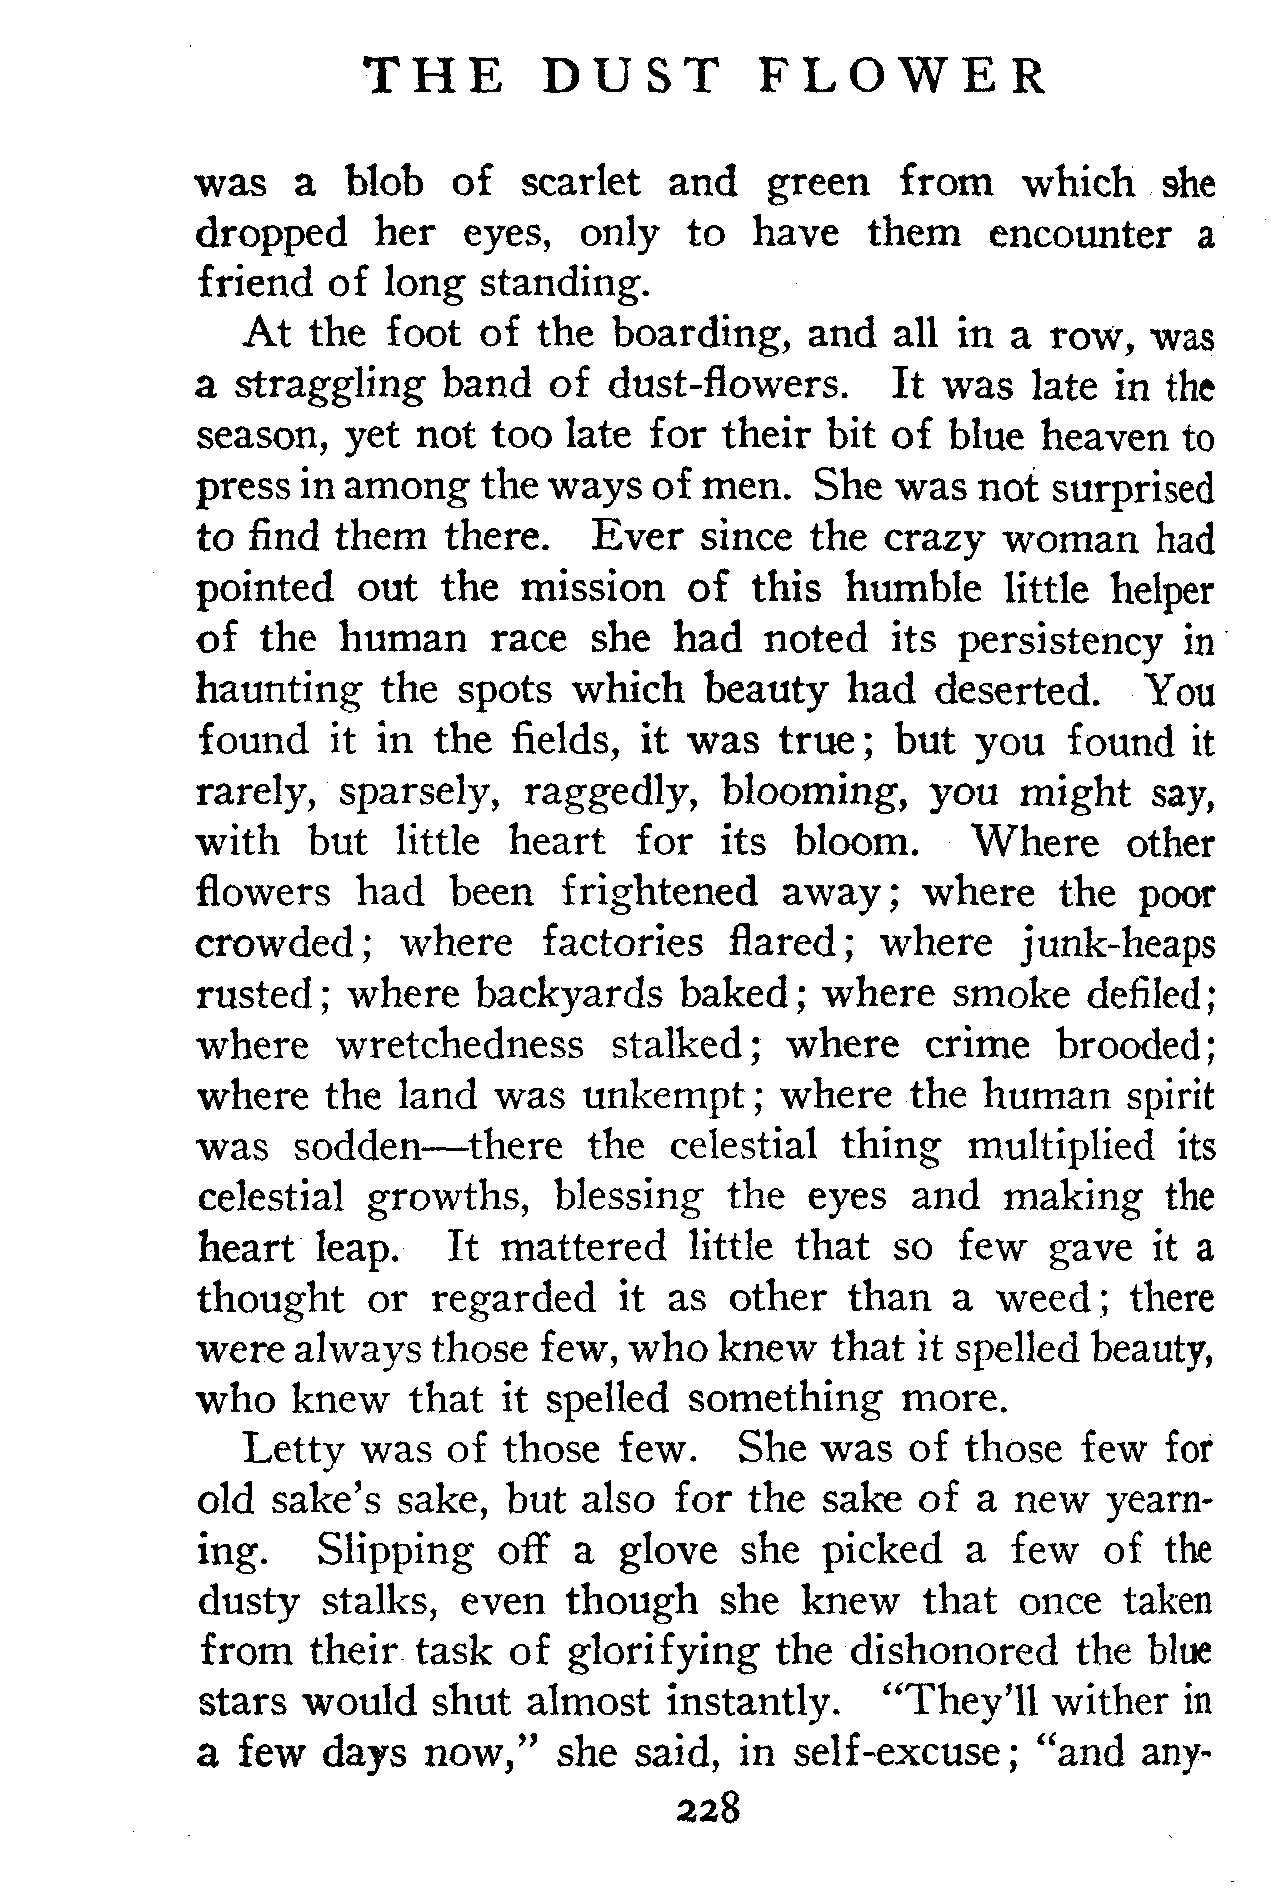 THE DUST FLOWER
was a blob of scarlet and green from which she
dropped her eyes, only to have them encounter a
friend of long standing.
At the foot of the boarding, and all in a row, was
a straggling band of dust-flowers. It was late in the
season, yet not too late for their bit of blue heaven to
press in among the ways of men. She was not surprised
to find them there. Ever since the crazy woman had
pointed out the mission of this humble little helper
of the human race she had noted its persistency in
haunting the spots which beauty had deserted. You
found it in the fields, it was true; but you found it
rarely, sparsely, raggedly, blooming, you might say,
with but little heart for its bloom. Where other
flowers had been frightened away; where the poor
crowded; where factories flared; where junk-heaps
rusted; where backyards baked; where smoke defiled;
where wretchedness stalked; where crime brooded;
where the land was unkempt; where the human spirit
was sodden—there the celestial thing multiplied its
celestial growths, blessing the eyes and making the
heart leap. It mattered little that so few gave it a
thought or regarded it as other than a weed; there
were always those few, who knew that it spelled beauty,
who knew that it spelled something more.
Letty was of those few. She was of those few for
old sake's sake, but also for the sake of a new yearn-
ing. Slipping off a glove she picked a few of the
dusty stalks, even though she knew that once taken
from their task of glorifying the dishonored the blue
stars would shut almost instantly. “They'll wither in
a few days now,” she said, in self-excuse; “and any-
228